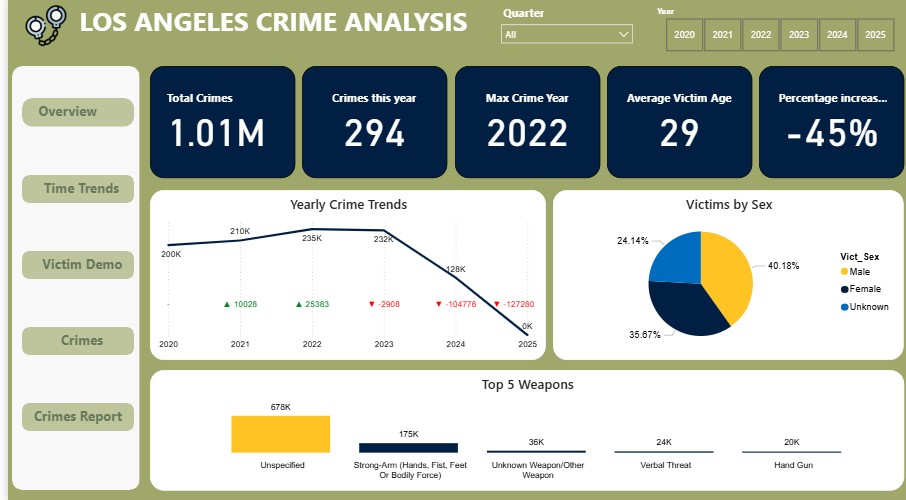 LOS ANGELES CRIME ANALYSIS
Quarter
All
Year
2020 2021 2022 2023 2024 2025
Overview
Time Trends
Victim Demo
Crimes
Crimes Report
Total Crimes
1.01M
Crimes this year
294
Max Crime Year
2022
Average Victim Age
29
Percentage increas...
-45%
Yearly Crime Trends
200K
210K
235K
232K
128K
0K
- ▲ 10028 ▲ 25383 ▼ -2908 ▼ -104776 ▼ -127280
2020 2021 2022 2023 2024 2025
Victims by Sex
24.14%
40.18%
35.67%
Vict_Sex
Male
Female
Unknown
Top 5 Weapons
678K
175K
36K
24K
20K
Unspecified
Strong-Arm (Hands, Fist, Feet
Or Bodily Force)
Unknown Weapon/Other
Weapon
Verbal Threat
Hand Gun